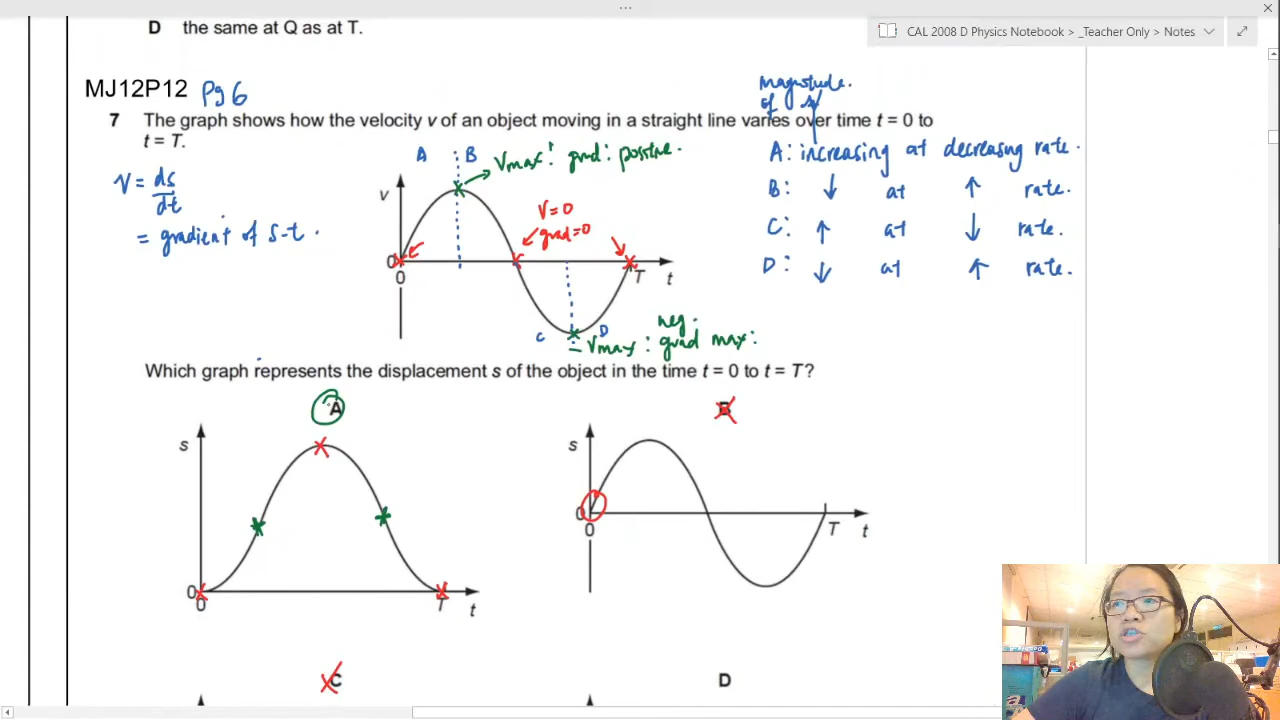 CAL 2008 D Physics Notebook > _Teacher Only > Notes
D the same at Q as at T.
MJ12P12 Pg 6
magnitude
of v
7 The graph shows how the velocity v of an object moving in a straight line varies over time t = 0 to
t = T.
A: increasing at decreasing rate.
B: ↓ at ↑ rate.
C: ↑ at ↓ rate.
D: ↓ at ↑ rate.
v = ds
dt
= gradient of s-t.
A B
Vmax: grad: positive.
v
V=0
grad=0
0
0
T t
C D
neg.
-Vmax: grad max:
Which graph represents the displacement s of the object in the time t = 0 to t = T?
A
s
0
0
T t
B
s
0
0
T t
C
D